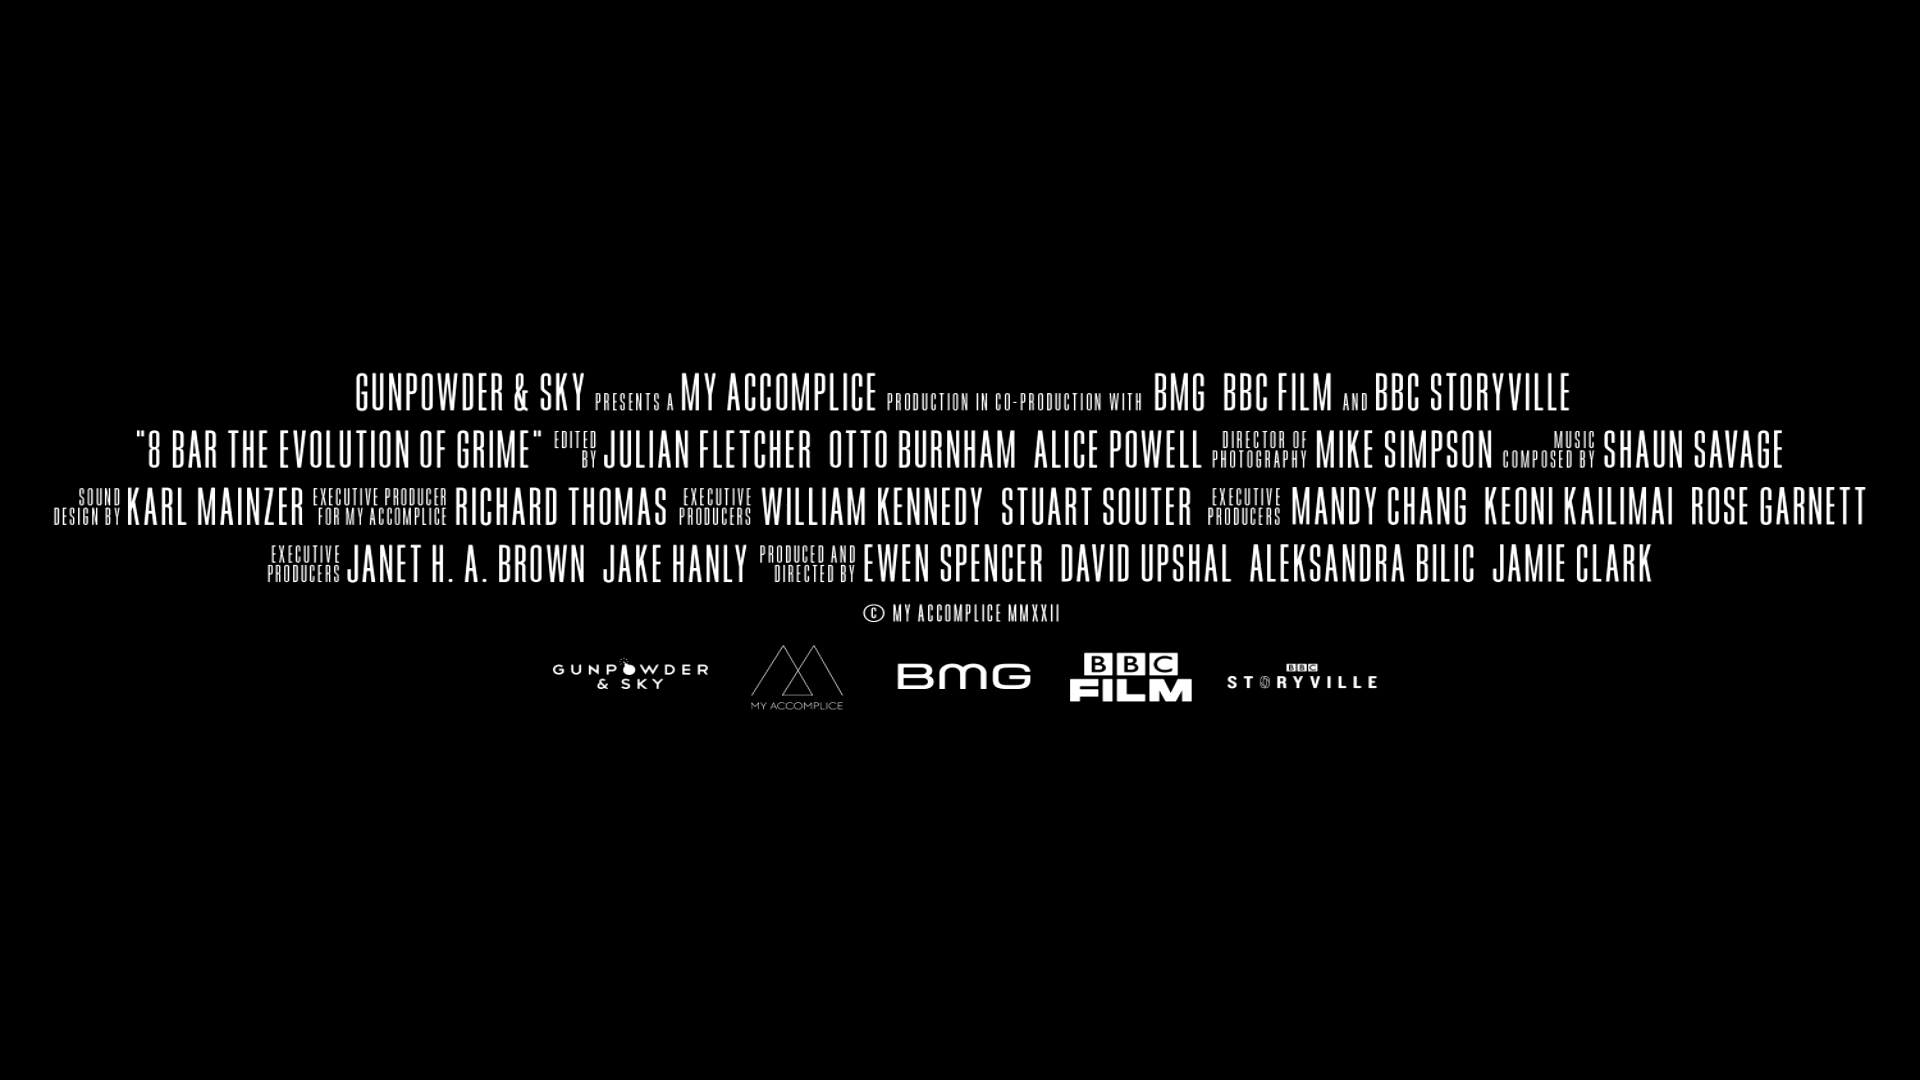 GUNPOWDER & SKY PRESENTS A MY ACCOMPLICE PRODUCTION IN CO-PRODUCTION WITH BMG BBC FILM AND BBC STORYVILLE
"8 BAR THE EVOLUTION OF GRIME" EDITED BY JULIAN FLETCHER OTTO BURNHAM ALICE POWELL DIRECTOR OF PHOTOGRAPHY MIKE SIMPSON MUSIC COMPOSED BY SHAUN SAVAGE
SOUND DESIGN BY KARL MAINZER EXECUTIVE PRODUCER FOR MY ACCOMPLICE RICHARD THOMAS EXECUTIVE PRODUCERS WILLIAM KENNEDY STUART SOUTER EXECUTIVE PRODUCERS MANDY CHANG KEONI KAILIMAI ROSE GARNETT
EXECUTIVE PRODUCERS JANET H. A. BROWN JAKE HANLY PRODUCED AND DIRECTED BY EWEN SPENCER DAVID UPSHAL ALEKSANDRA BILIC JAMIE CLARK
© MY ACCOMPLICE MMXXII
GUNPOWDER
& SKY
MY ACCOMPLICE
BMG
BBC
FILM
BBC
STORYVILLE